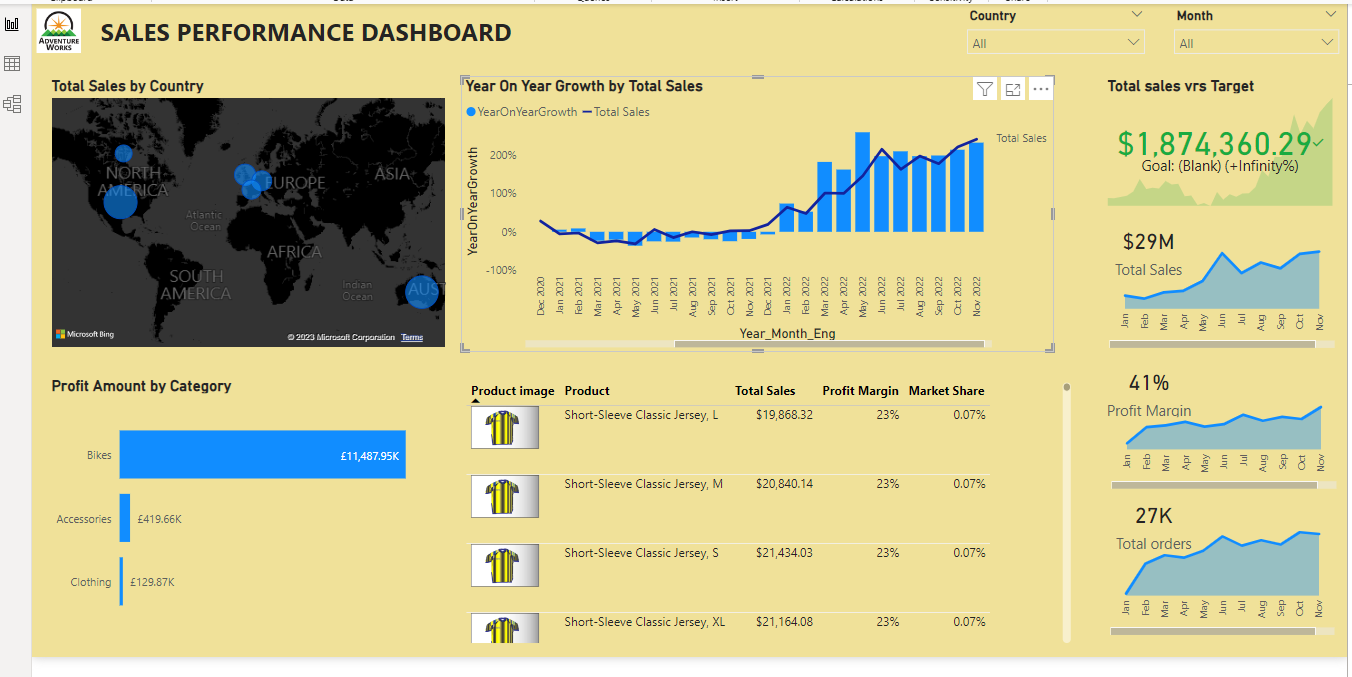 ADVENTURE
WORKS
SALES PERFORMANCE DASHBOARD
Country
All
Month
All
Total Sales by Country
NORTH
AMERICA
EUROPE
ASIA
Atlantic
Ocean
AFRICA
SOUTH
AMERICA
Indian
Ocean
AUST
Microsoft Bing
© 2023 Microsoft Corporation Terms
Year On Year Growth by Total Sales
YearOnYearGrowth Total Sales
Total Sales
YearOnYearGrowth
200%
100%
0%
-100%
Dec 2020
Jan 2021
Feb 2021
Mar 2021
Apr 2021
May 2021
Jun 2021
Jul 2021
Aug 2021
Sep 2021
Oct 2021
Nov 2021
Dec 2021
Jan 2022
Feb 2022
Mar 2022
Apr 2022
May 2022
Jun 2022
Jul 2022
Aug 2022
Sep 2022
Oct 2022
Nov 2022
Year_Month_Eng
Total sales vrs Target
$1,874,360.29
Goal: (Blank) (+Infinity%)
$29M
Total Sales
Jan Feb Mar Apr May Jun Jul Aug Sep Oct Nov
41%
Profit Margin
Jan Feb Mar Apr May Jun Jul Aug Sep Oct Nov
27K
Total orders
Jan Feb Mar Apr May Jun Jul Aug Sep Oct Nov
Profit Amount by Category
Bikes £11,487.95K
Accessories £419.66K
Clothing £129.87K
Product image Product Total Sales Profit Margin Market Share
Short-Sleeve Classic Jersey, L $19,868.32 23% 0.07%
Short-Sleeve Classic Jersey, M $20,840.14 23% 0.07%
Short-Sleeve Classic Jersey, S $21,434.03 23% 0.07%
Short-Sleeve Classic Jersey, XL $21,164.08 23% 0.07%